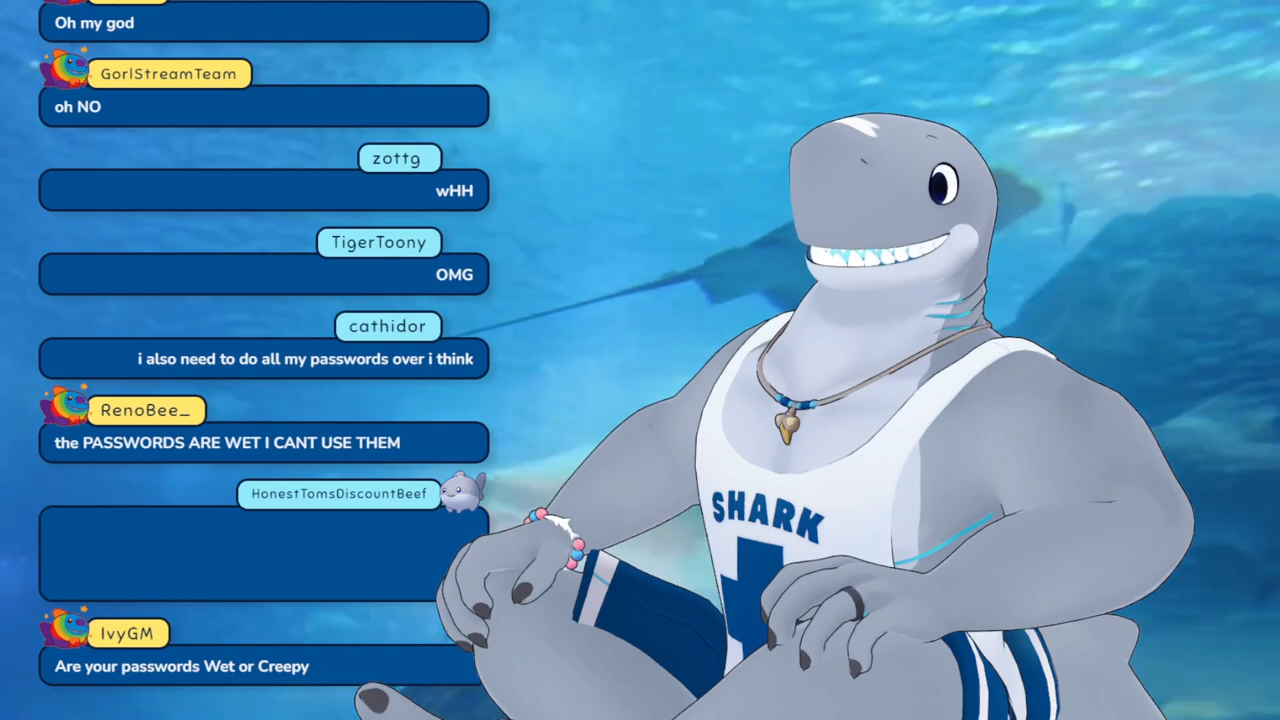 Oh my god
GorlStreamTeam
oh NO
zottg
wHH
TigerToony
OMG
cathidor
i also need to do all my passwords over i think
RenoBee_
the PASSWORDS ARE WET I CANT USE THEM
HonestTomsDiscountBeef
IvyGM
Are your passwords Wet or Creepy
SHARK